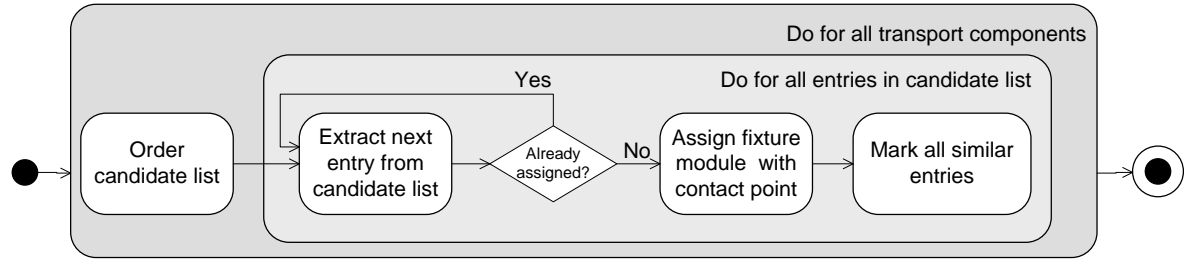 Do for all transport components
Do for all entries in candidate list
Yes
Order
candidate list
Extract next
entry from
candidate list
Already
assigned?
No
Assign fixture
module with
contact point
Mark all similar
entries